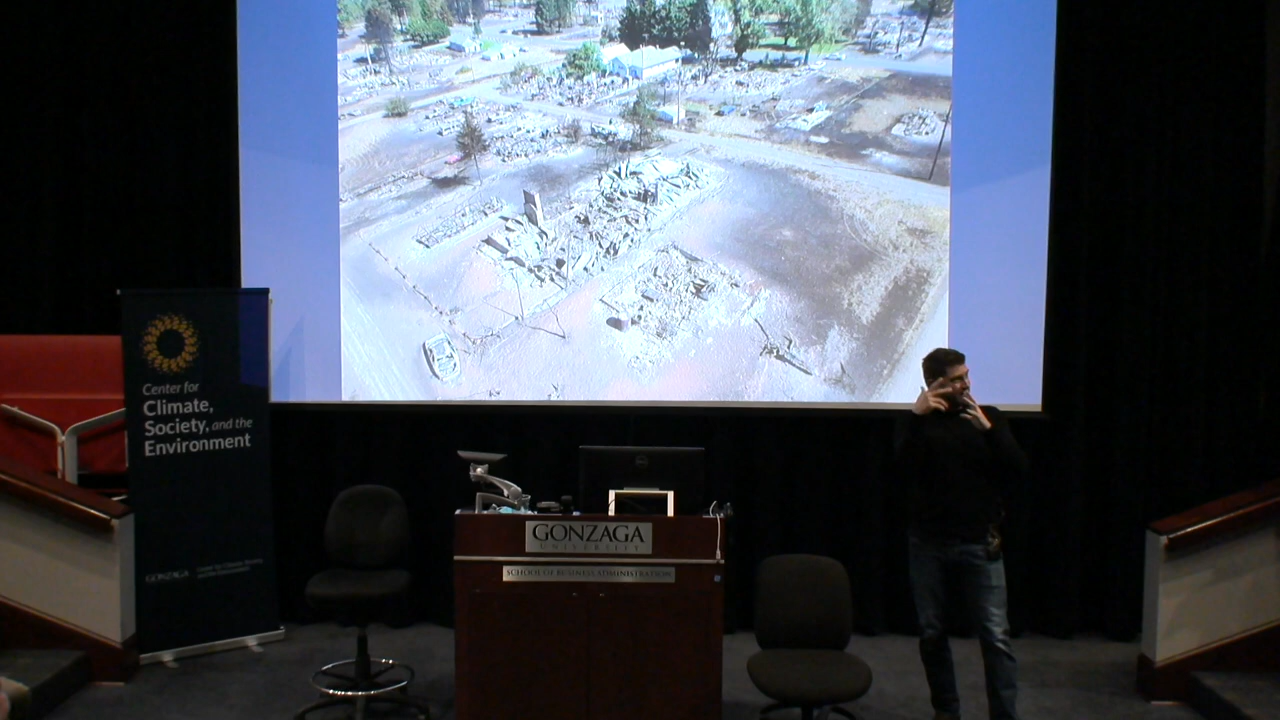 Center for
Climate,
Society, and the
Environment
GONZAGA
GONZAGA
UNIVERSITY
SCHOOL OF BUSINESS ADMINISTRATION